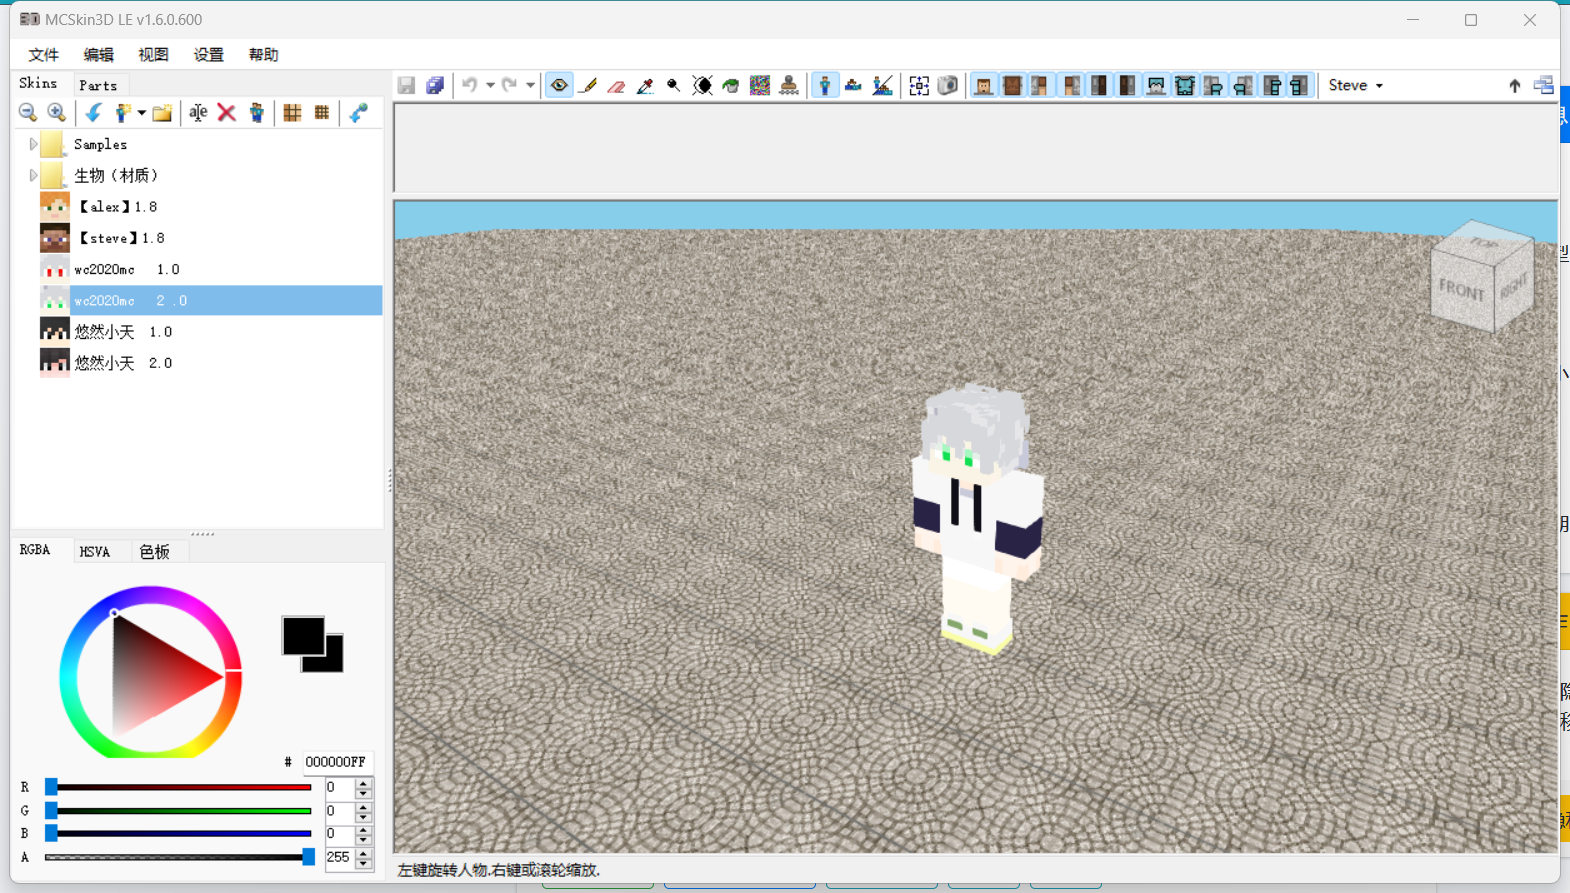 MCSkin3D LE v1.6.0.600
文件 编辑 视图 设置 帮助
Skins Parts
Steve
Samples
生物（材质）
【alex】1.8
【steve】1.8
wc2020mc 1.0
wc2020mc 2 .0
悠然小天 1.0
悠然小天 2.0
TOP
FRONT RIGHT
RGBA HSVA 色板
# 000000FF
R 0
G 0
B 0
A 255
左键旋转人物.右键或滚轮缩放.